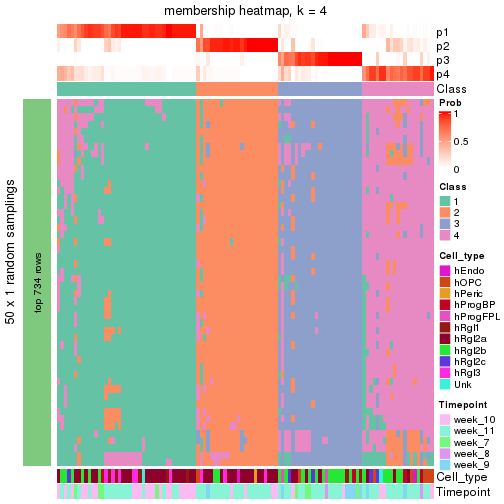 membership heatmap, k = 4
p1
p2
p3
p4
Class
50 x 1 random samplings
top 734 rows
Prob
1
0.5
0
Class
1
2
3
4
Cell_type
hEndo
hOPC
hPeric
hProgBP
hProgFPL
hRgl1
hRgl2a
hRgl2b
hRgl2c
hRgl3
Unk
Timepoint
week_10
week_11
week_7
week_8
week_9
Cell_type
Timepoint